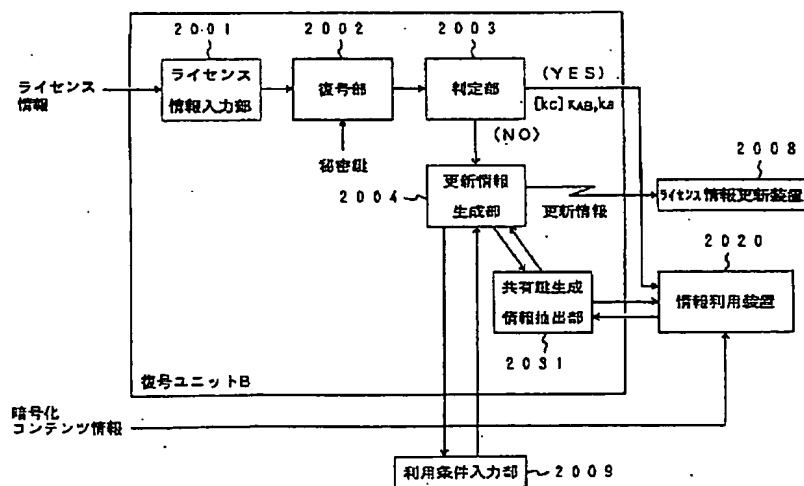 2001
2002
2003
ライセンス
情報
ライセンス
情報入力部
復号部
判定部
(YES)
[kC]KAB,kB
(NO)
秘密鍵
2004
更新情報
生成部
更新情報
2008
ライセンス情報更新装置
2020
共有鍵生成
情報抽出部
情報利用装置
2031
復号ユニットB
暗号化
コンテンツ情報
利用条件入力部
2009